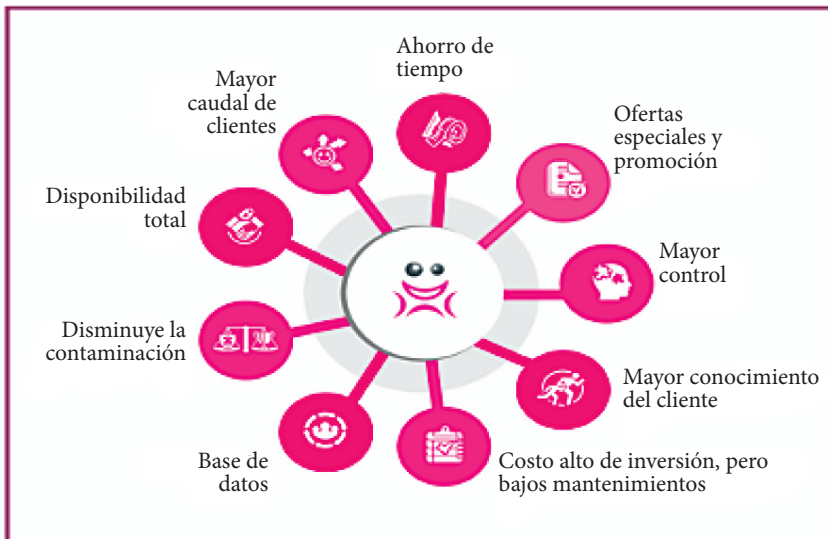 Ahorro de
tiempo
Ofertas
especiales y
promoción
Mayor
control
Mayor conocimiento
del cliente
Costo alto de inversión, pero
bajos mantenimientos
Base de
datos
Disminuye la
contaminación
Disponibilidad
total
Mayor
caudal de
clientes